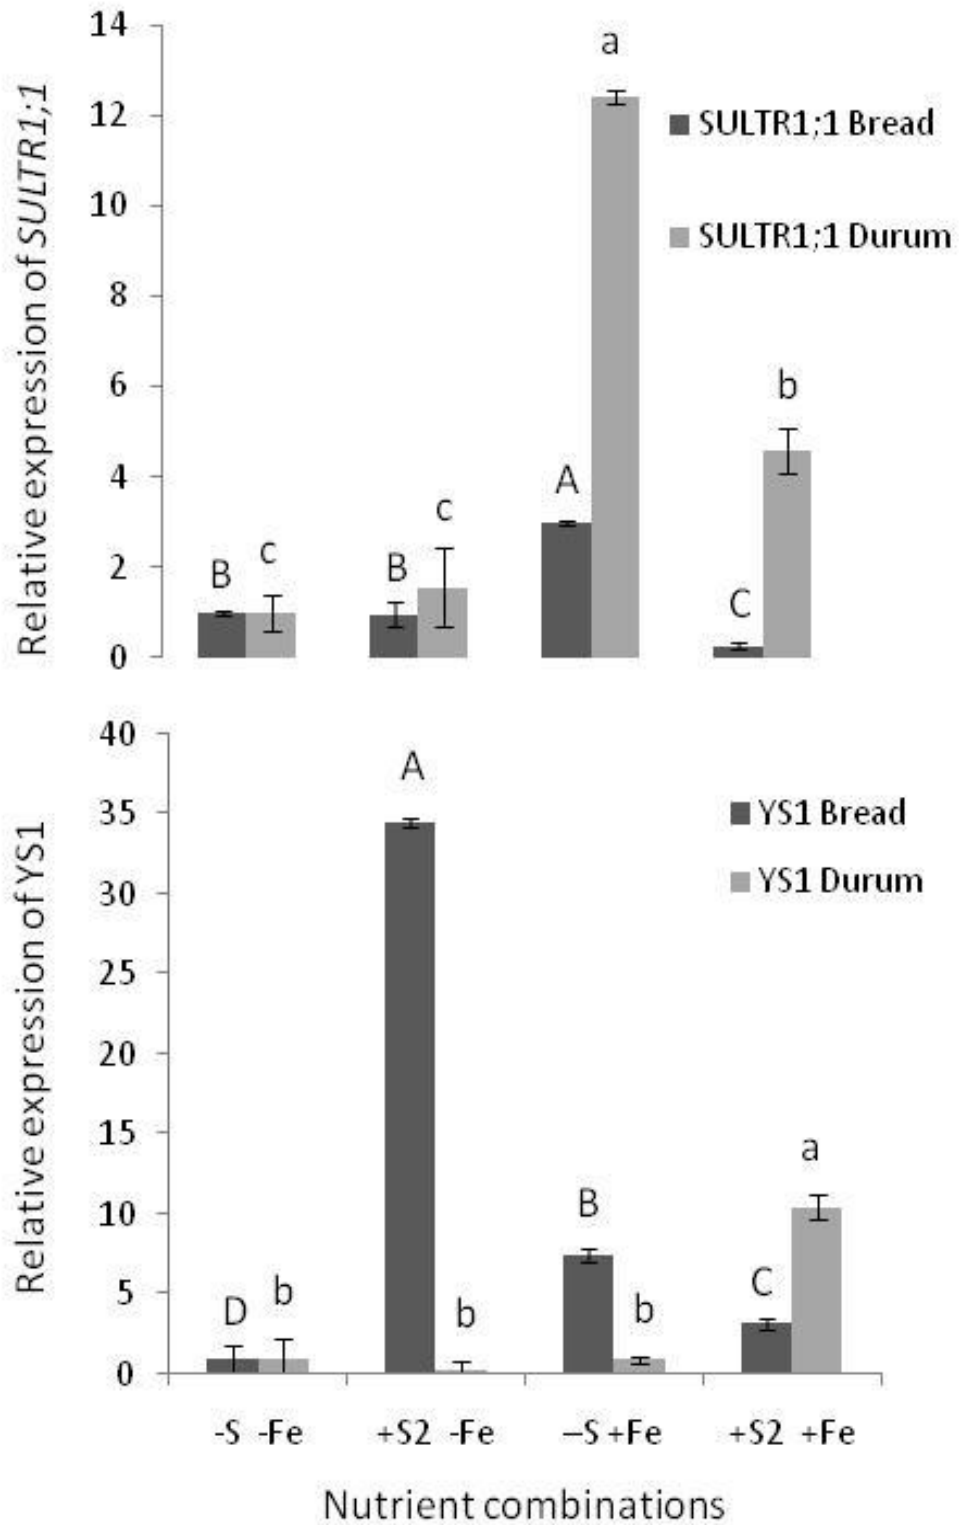 Relative expression of SULTR1;1
14
12
10
8
6
4
2
0
a
SULTR1;1 Bread
SULTR1;1 Durum
b
A
c
B
c
B
C
Relative expression of YS1
40
35
30
25
20
15
10
5
0
A
YS1 Bread
YS1 Durum
a
B
C
D
b
b
b
-S -Fe
+S2 -Fe
–S +Fe
+S2 +Fe
Nutrient combinations